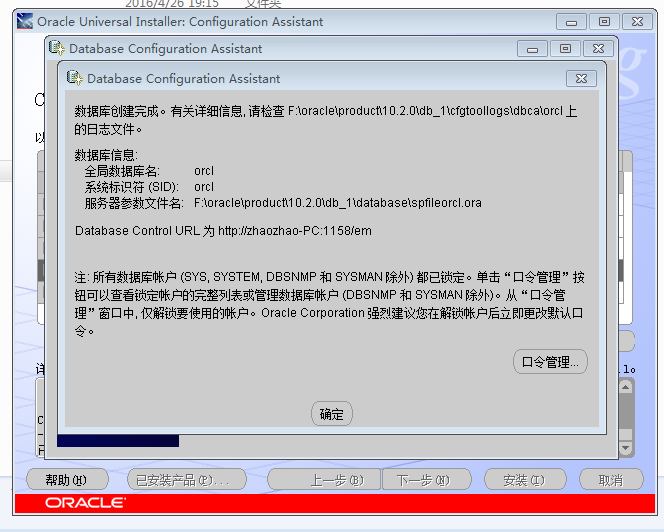 2016/4/26 19:15 文件夹
Oracle Universal Installer: Configuration Assistant
Database Configuration Assistant
Database Configuration Assistant
数据库创建完成。有关详细信息, 请检查 F:\oracle\product\10.2.0\db_1\cfgtoollogs\dbca\orcl 上
的日志文件。
数据库信息:
全局数据库名: orcl
系统标识符 (SID): orcl
服务器参数文件名: F:\oracle\product\10.2.0\db_1\database\spfileorcl.ora
Database Control URL 为 http://zhaozhao-PC:1158/em
注: 所有数据库帐户 (SYS, SYSTEM, DBSNMP 和 SYSMAN 除外) 都已锁定。单击“口令管理”按
钮可以查看锁定帐户的完整列表或管理数据库帐户 (DBSNMP 和 SYSMAN 除外)。从“口令管
理”窗口中, 仅解锁要使用的帐户。Oracle Corporation 强烈建议您在解锁帐户后立即更改默认口
令。
口令管理...
确定
帮助(H) 已安装产品(P)... 上一步(B) 下一步(N) 安装(I) 取消
ORACLE